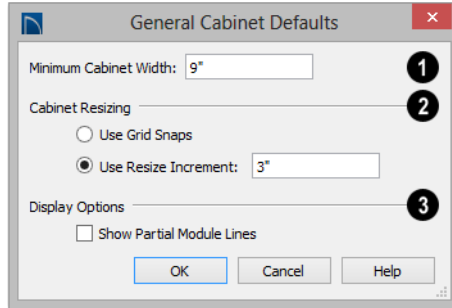 General Cabinet Defaults
Minimum Cabinet Width: 9" 1
Cabinet Resizing 2
Use Grid Snaps
Use Resize Increment: 3"
Display Options 3
Show Partial Module Lines
OK Cancel Help